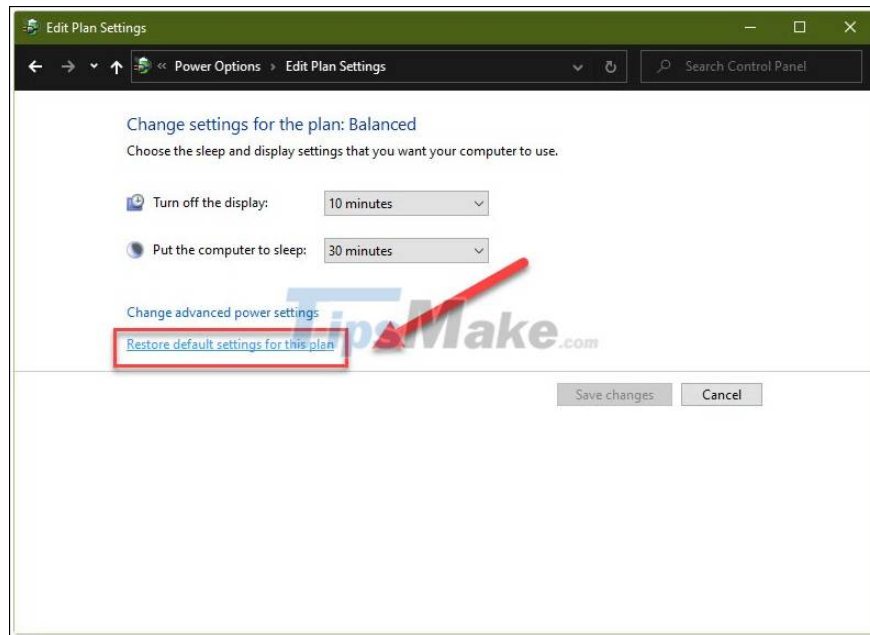 Edit Plan Settings
« Power Options › Edit Plan Settings
Search Control Panel
Change settings for the plan: Balanced
Choose the sleep and display settings that you want your computer to use.
Turn off the display: 10 minutes
Put the computer to sleep: 30 minutes
Change advanced power settings
Restore default settings for this plan
TipsMake.com
Save changes Cancel